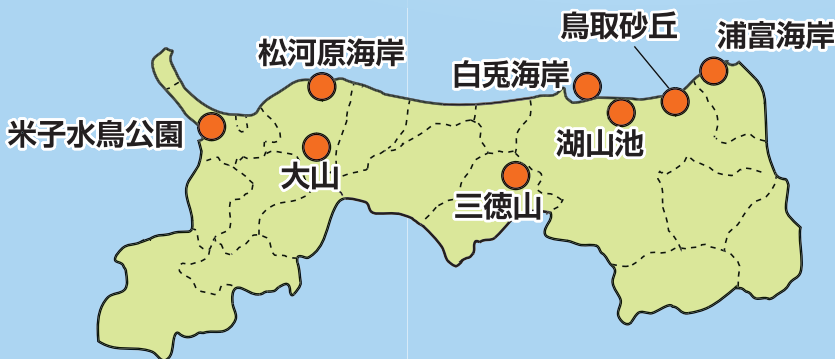 鳥取砂丘
浦富海岸
松河原海岸
白兎海岸
米子水鳥公園
湖山池
大山
三徳山